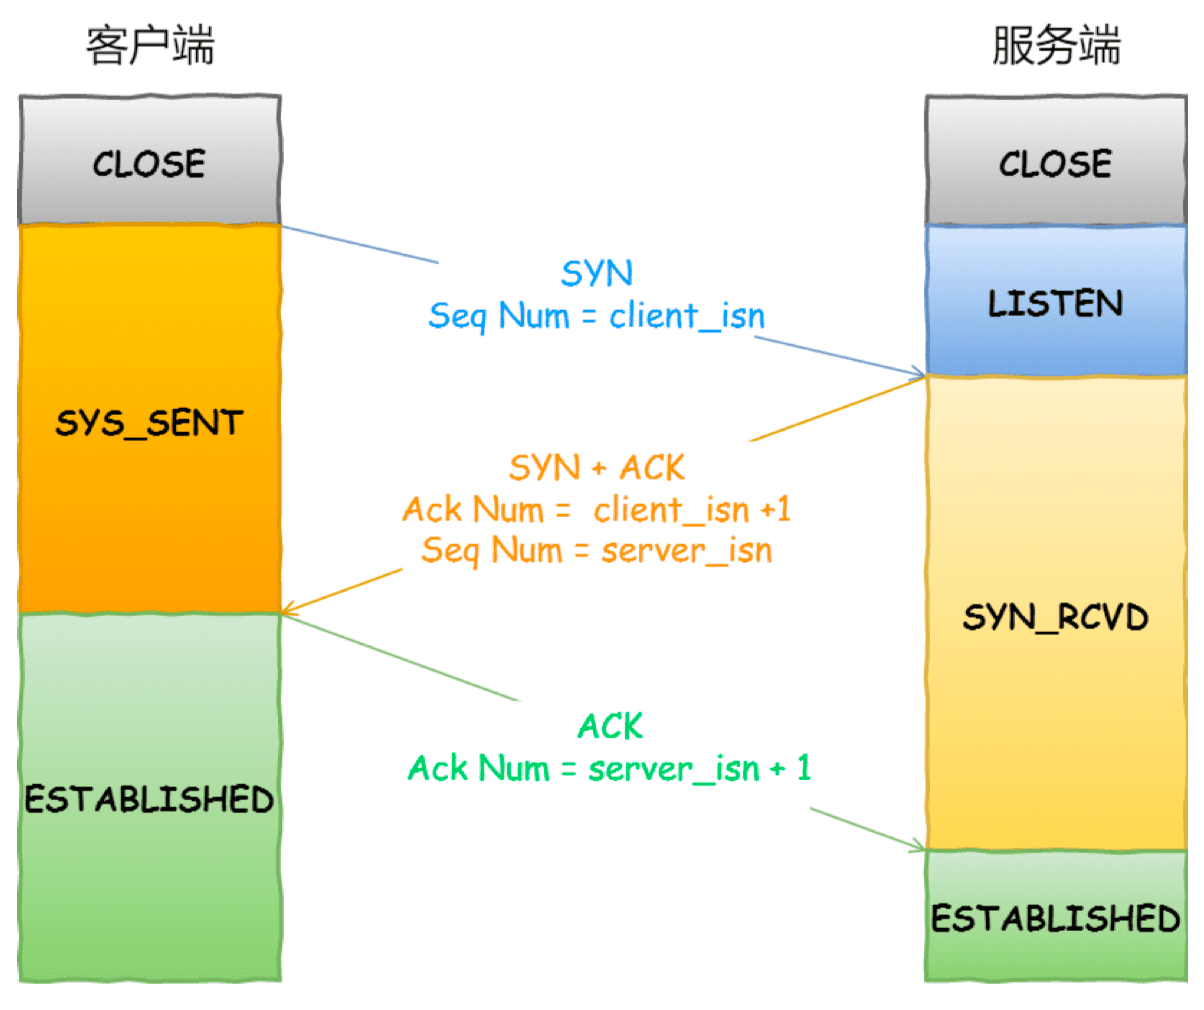 客户端
服务端
CLOSE
CLOSE
SYN
Seq Num = client_isn
LISTEN
SYS_SENT
SYN + ACK
Ack Num =  client_isn +1
Seq Num = server_isn
SYN_RCVD
ACK
Ack Num = server_isn + 1
ESTABLISHED
ESTABLISHED